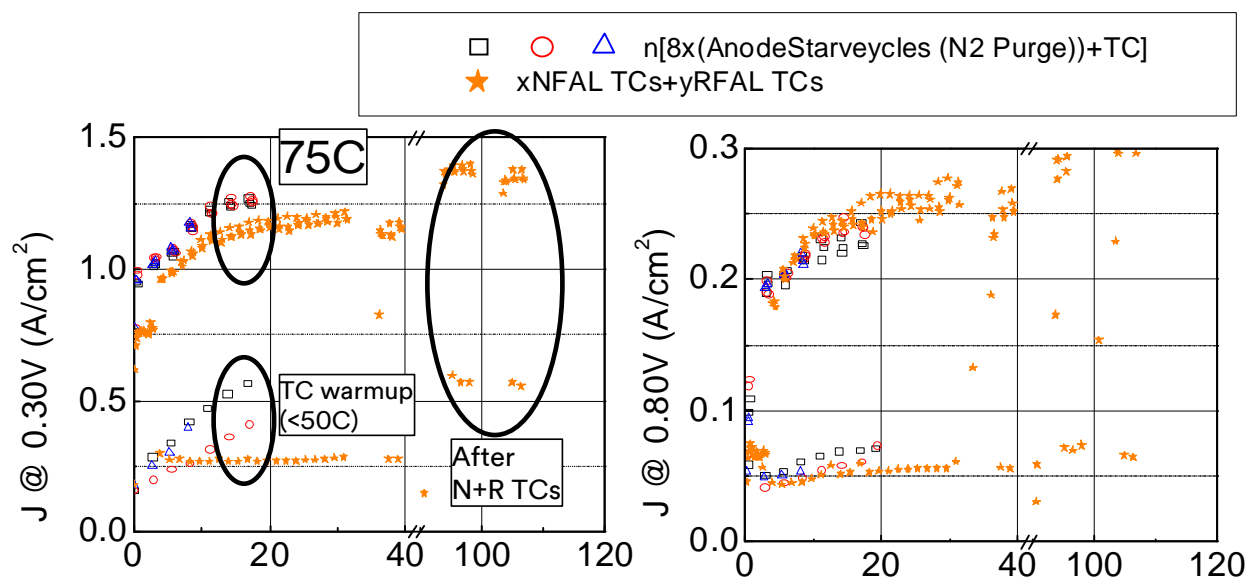 n[8x(AnodeStarveycles (N2 Purge))+TC]
xNFAL TCs+yRFAL TCs
J @ 0.30V (A/cm²)
1.5
1.0
0.5
0.0
75C
TC warmup
(<50C)
After
N+R TCs
0 20 40 100 120
J @ 0.80V (A/cm²)
0.3
0.2
0.1
0.0
0 20 40 100 120